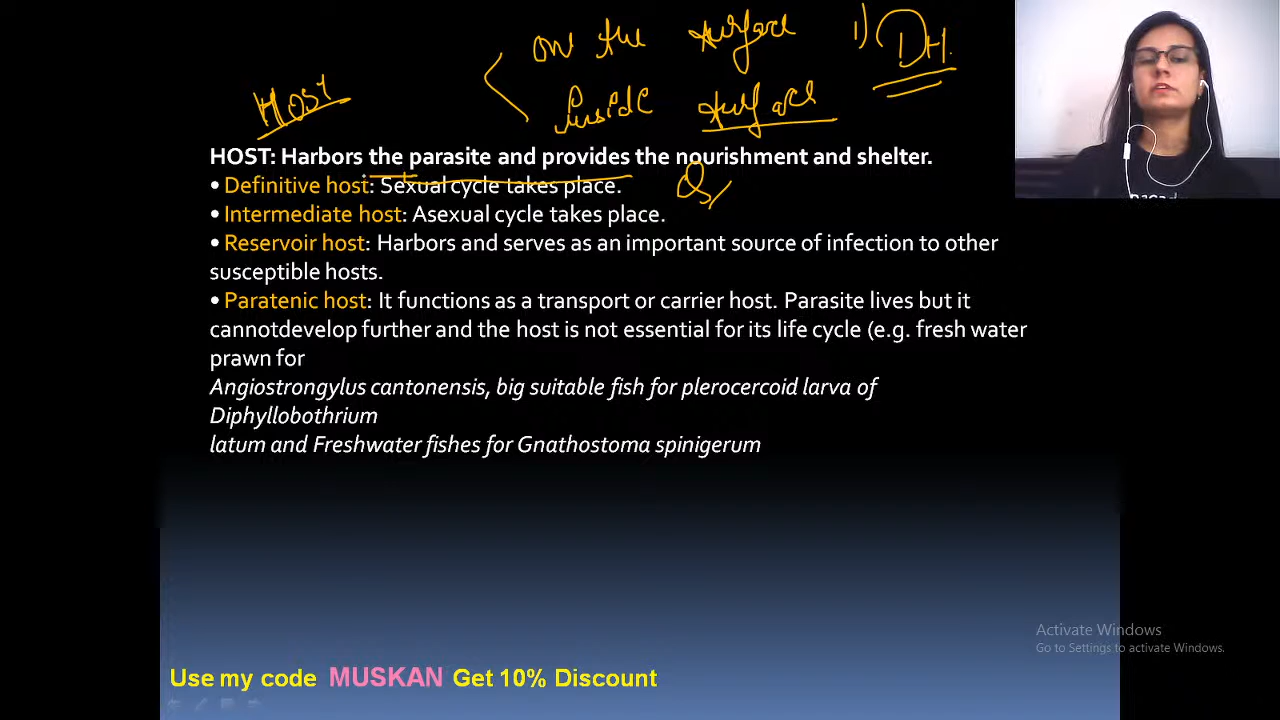 on the surface 1) DH.
HOST
Inside surface
HOST: Harbors the parasite and provides the nourishment and shelter.
• Definitive host: Sexual cycle takes place.
• Intermediate host: Asexual cycle takes place.
• Reservoir host: Harbors and serves as an important source of infection to other
susceptible hosts.
• Paratenic host: It functions as a transport or carrier host. Parasite lives but it
cannotdevelop further and the host is not essential for its life cycle (e.g. fresh water
prawn for
Angiostrongylus cantonensis, big suitable fish for plerocercoid larva of
Diphyllobothrium
latum and Freshwater fishes for Gnathostoma spinigerum
Activate Windows
Go to Settings to activate Windows.
Use my code MUSKAN Get 10% Discount